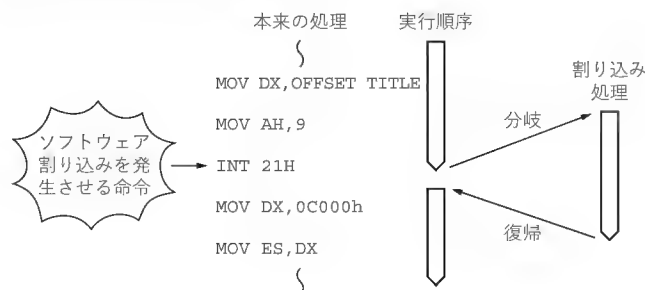 本来の処理
実行順序
割り込み
処理
MOV DX,OFFSET TITLE
MOV AH,9
分岐
ソフトウェア
割り込みを発
生させる命令
INT 21H
MOV DX,0C000h
復帰
MOV ES,DX